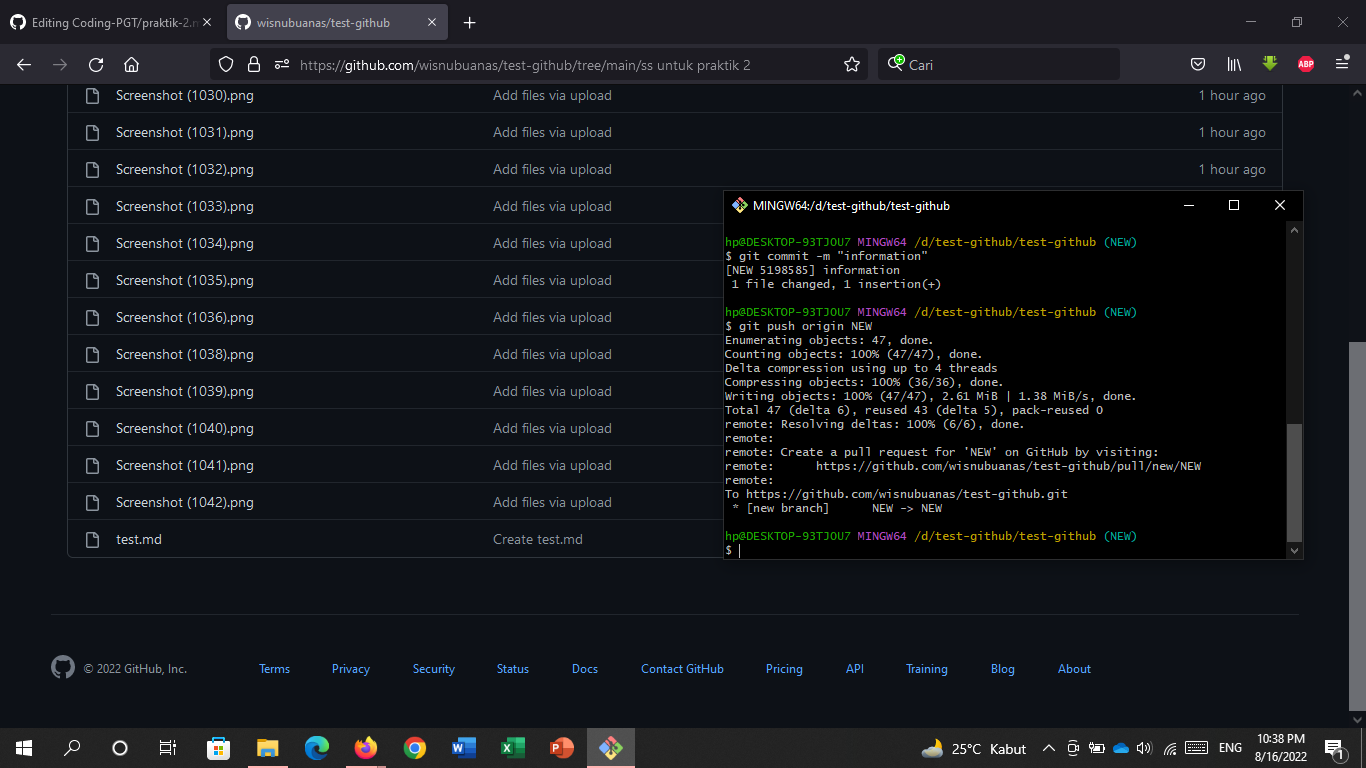 Editing Coding-PGT/praktik-2.m
wisnubuanas/test-github
https://github.com/wisnubuanas/test-github/tree/main/ss untuk praktik 2
Cari
ABP
Screenshot (1030).png Add files via upload 1 hour ago
Screenshot (1031).png Add files via upload 1 hour ago
Screenshot (1032).png Add files via upload 1 hour ago
Screenshot (1033).png Add files via upload
Screenshot (1034).png Add files via upload
Screenshot (1035).png Add files via upload
Screenshot (1036).png Add files via upload
Screenshot (1038).png Add files via upload
Screenshot (1039).png Add files via upload
Screenshot (1040).png Add files via upload
Screenshot (1041).png Add files via upload
Screenshot (1042).png Add files via upload
test.md Create test.md
MINGW64:/d/test-github/test-github
hp@DESKTOP-93TJOU7 MINGW64 /d/test-github/test-github (NEW)
$ git commit -m "information"
[NEW 5198585] information
1 file changed, 1 insertion(+)
hp@DESKTOP-93TJOU7 MINGW64 /d/test-github/test-github (NEW)
$ git push origin NEW
Enumerating objects: 47, done.
Counting objects: 100% (47/47), done.
Delta compression using up to 4 threads
Compressing objects: 100% (36/36), done.
Writing objects: 100% (47/47), 2.61 MiB | 1.38 MiB/s, done.
Total 47 (delta 6), reused 43 (delta 5), pack-reused 0
remote: Resolving deltas: 100% (6/6), done.
remote:
remote: Create a pull request for 'NEW' on GitHub by visiting:
remote: https://github.com/wisnubuanas/test-github/pull/new/NEW
remote:
To https://github.com/wisnubuanas/test-github.git
* [new branch] NEW -> NEW
hp@DESKTOP-93TJOU7 MINGW64 /d/test-github/test-github (NEW)
$
© 2022 GitHub, Inc. Terms Privacy Security Status Docs Contact GitHub Pricing API Training Blog About
25°C Kabut ENG 10:38 PM
8/16/2022
1